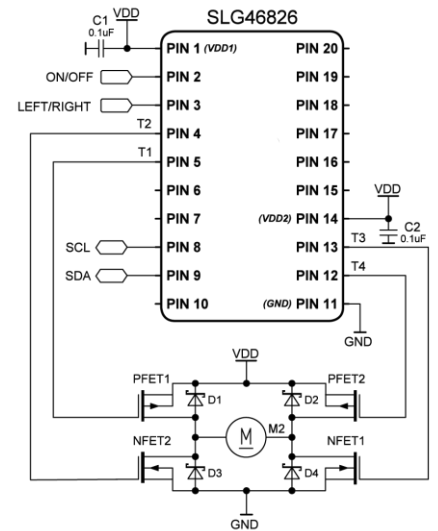 SLG46826
C1
0.1uF
VDD
PIN 1 (VDD1)
PIN 20
ON/OFF
PIN 2
PIN 19
LEFT/RIGHT
PIN 3
PIN 18
T2
PIN 4
PIN 17
T1
PIN 5
PIN 16
PIN 6
PIN 15
VDD
PIN 7
(VDD2) PIN 14
C2
0.1uF
SCL
PIN 8
PIN 13
T3
SDA
PIN 9
PIN 12
T4
PIN 10
(GND) PIN 11
GND
VDD
PFET1
D1
D2
PFET2
M
M2
NFET2
D3
D4
NFET1
GND